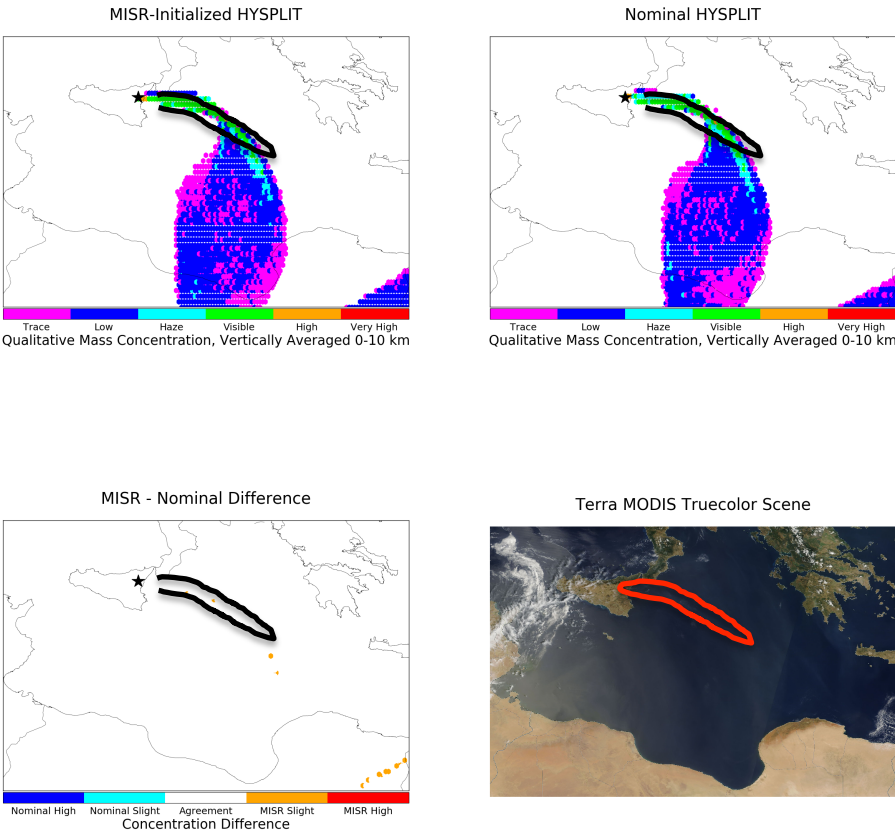 MISR-Initialized HYSPLIT
Nominal HYSPLIT
Trace Low Haze Visible High Very High
Qualitative Mass Concentration, Vertically Averaged 0-10 km
Trace Low Haze Visible High Very High
Qualitative Mass Concentration, Vertically Averaged 0-10 km
MISR - Nominal Difference
Terra MODIS Truecolor Scene
Nominal High Nominal Slight Agreement MISR Slight MISR High
Concentration Difference